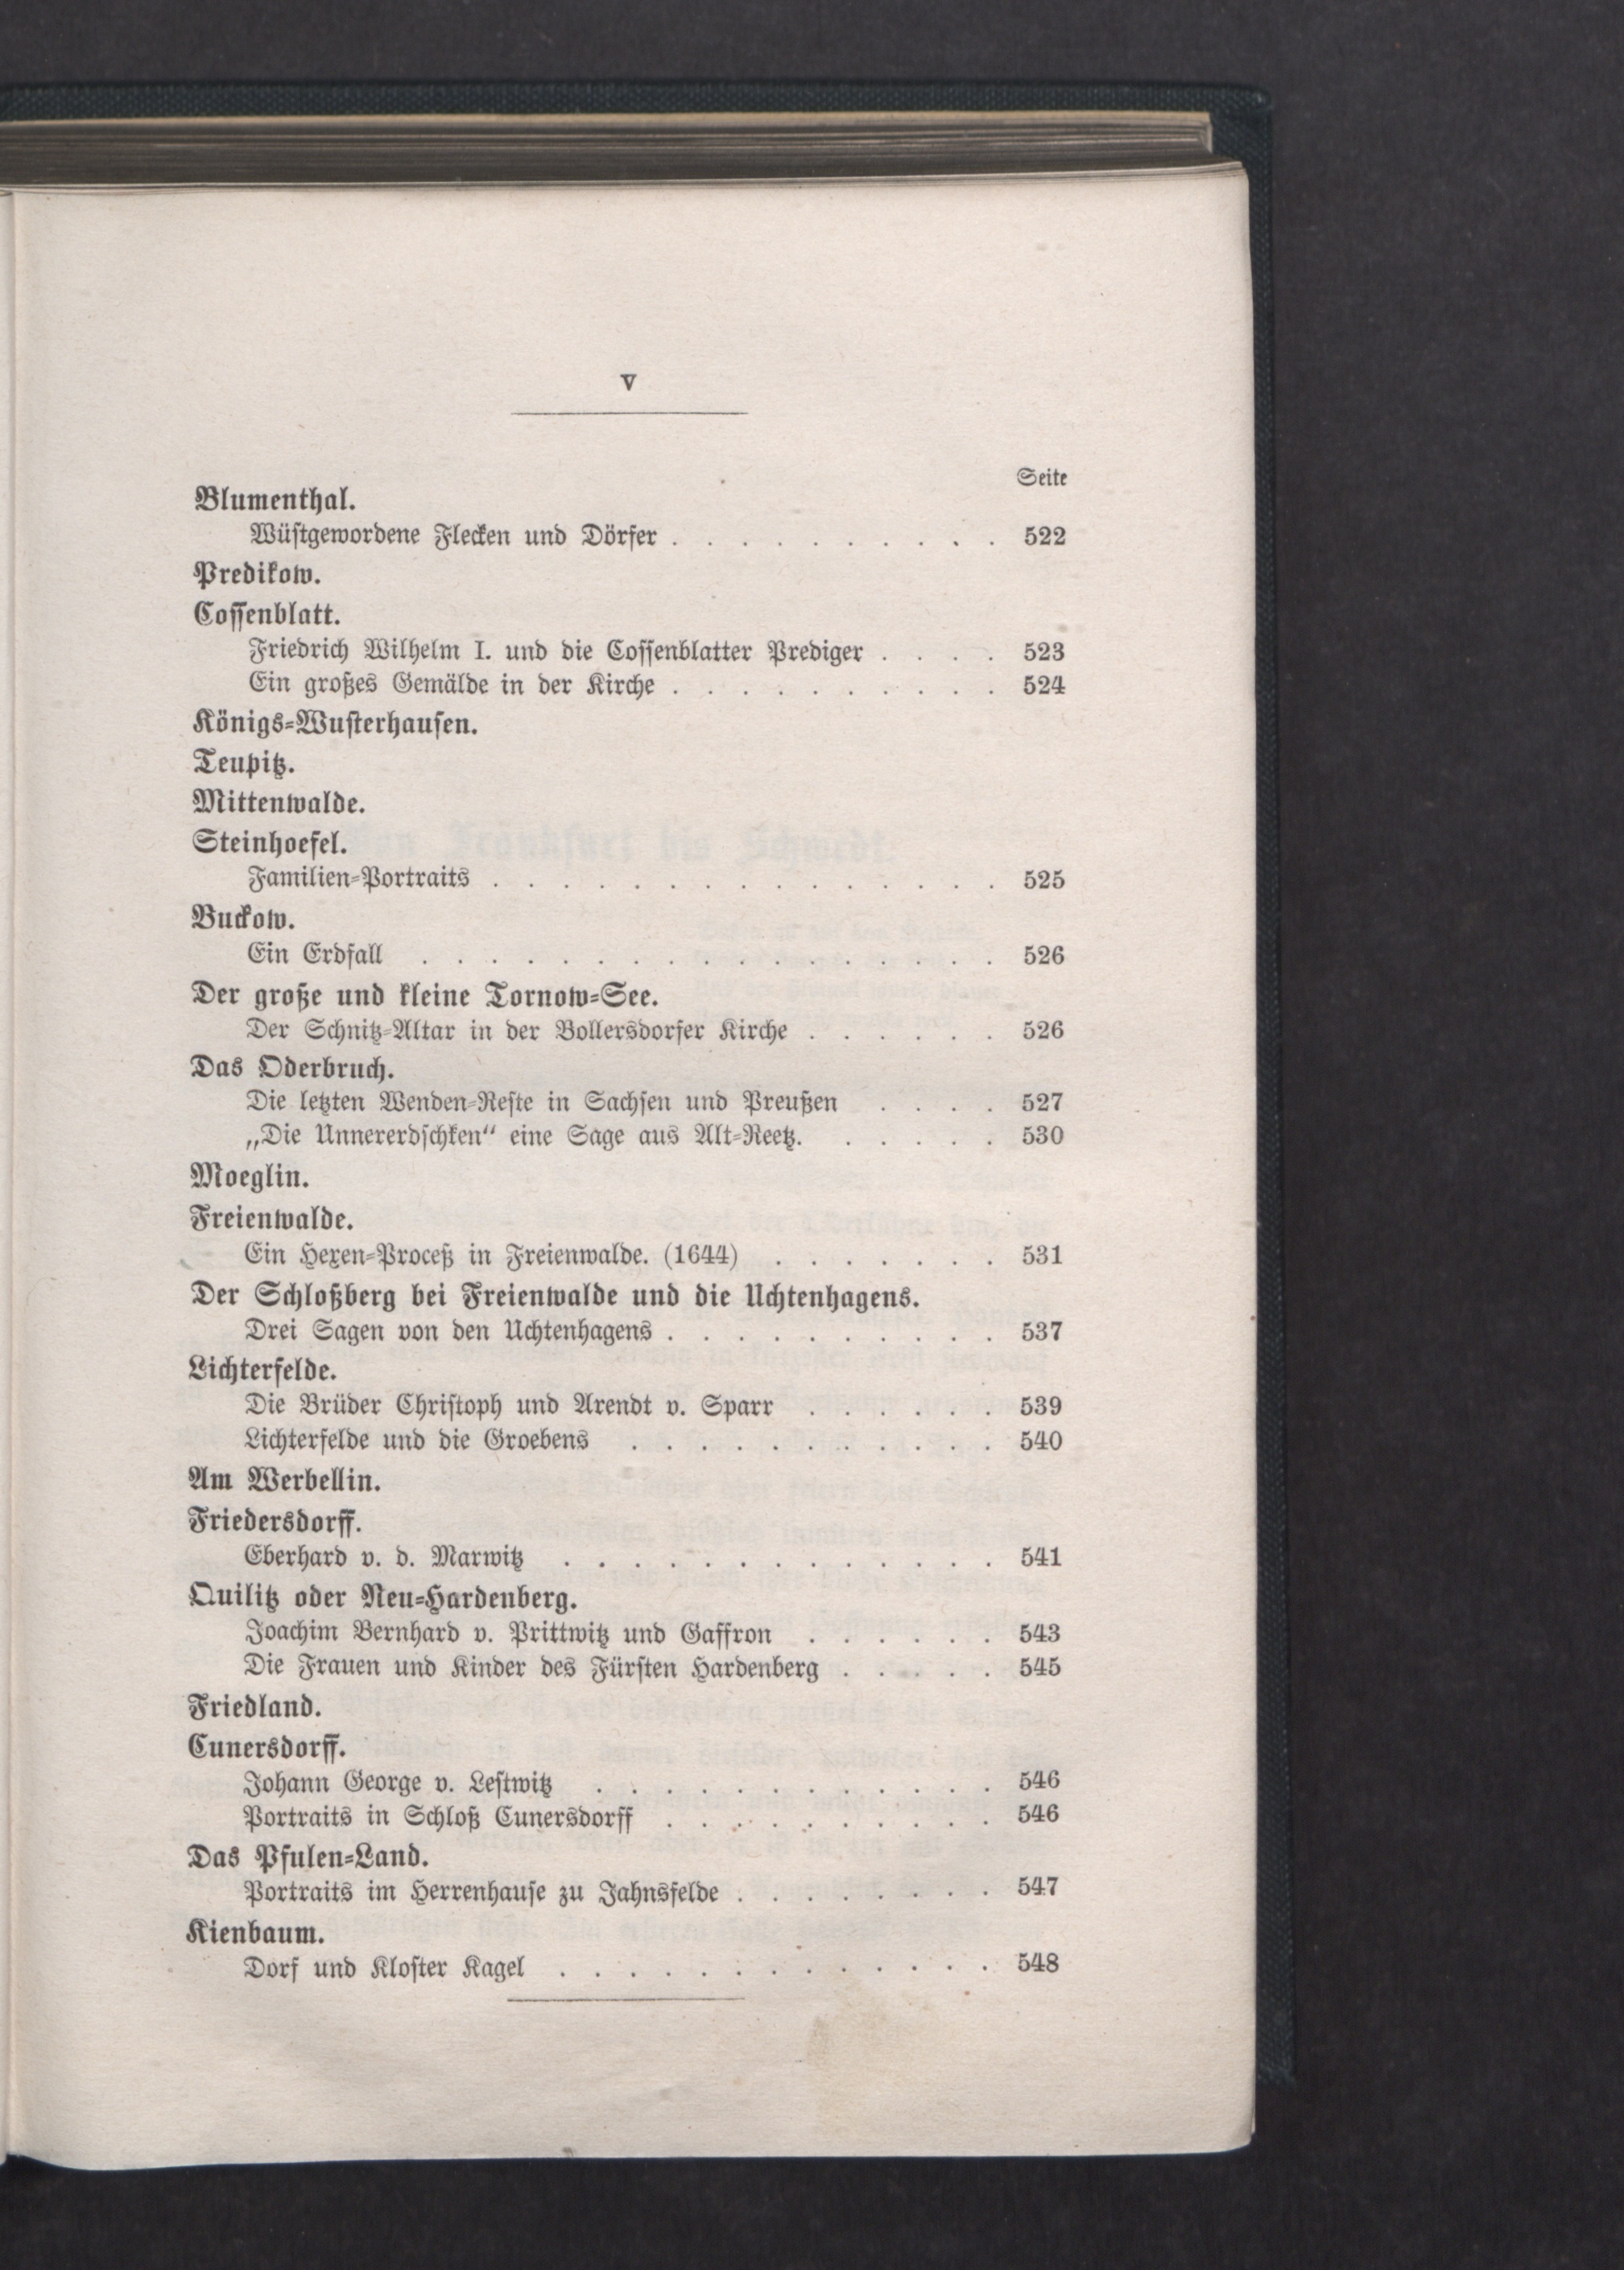 V
Seite
Blumenthal.
Wüstgewordene Flecken und Dörfer . . . . . . . . . . 522
Predikow.
Cossenblatt.
Friedrich Wilhelm I. und die Cossenblatter Prediger . . . . 523
Ein großes Gemälde in der Kirche . . . . . . . . . . 524
Königs-Wusterhausen.
Teupitz.
Mittenwalde.
Steinhoefel.
Familien-Portraits . . . . . . . . . . . . . . . 525
Buckow.
Ein Erdfall . . . . . . . . . . . . . . . . . 526
Der große und kleine Tornow-See.
Der Schnitz-Altar in der Bollersdorfer Kirche . . . . . . 526
Das Oderbruch.
Die letzten Wenden-Reste in Sachsen und Preußen . . . . 527
„Die Unnererdschken“ eine Sage aus Alt-Reetz. . . . . . 530
Moeglin.
Freienwalde.
Ein Hexen-Proceß in Freienwalde. (1644) . . . . . . . 531
Der Schloßberg bei Freienwalde und die Uchtenhagens.
Drei Sagen von den Uchtenhagens . . . . . . . . . . 537
Lichterfelde.
Die Brüder Christoph und Arendt v. Sparr . . . . . . 539
Lichterfelde und die Groebens . . . . . . . . . . . 540
Am Werbellin.
Friedersdorff.
Eberhard v. d. Marwitz . . . . . . . . . . . . . 541
Quilitz oder Neu-Hardenberg.
Joachim Bernhard v. Prittwitz und Gaffron . . . . . . 543
Die Frauen und Kinder des Fürsten Hardenberg . . . . . 545
Friedland.
Cunersdorff.
Johann George v. Lestwitz . . . . . . . . . . . . 546
Portraits in Schloß Cunersdorff . . . . . . . . . . 546
Das Pfulen-Land.
Portraits im Herrenhause zu Jahnsfelde . . . . . . . . 547
Kienbaum.
Dorf und Kloster Kagel . . . . . . . . . . . . . 548